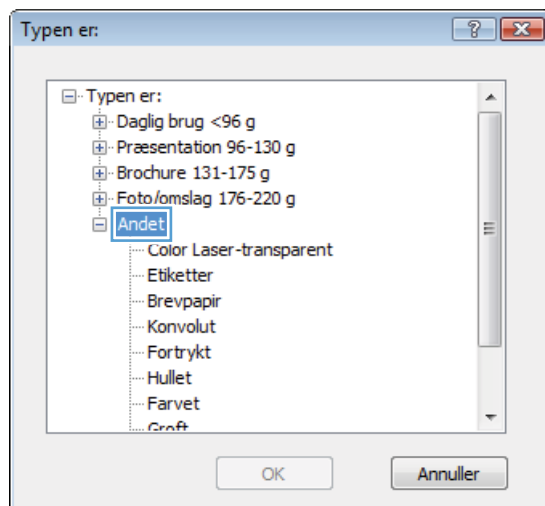 Typen er:
Typen er:
Daglig brug <96 g
Præsentation 96-130 g
Brochure 131-175 g
Foto/omslag 176-220 g
Andet
Color Laser-transparent
Etiketter
Brevpapir
Konvolut
Fortrykt
Hullet
Farvet
Groft
OK Annuller